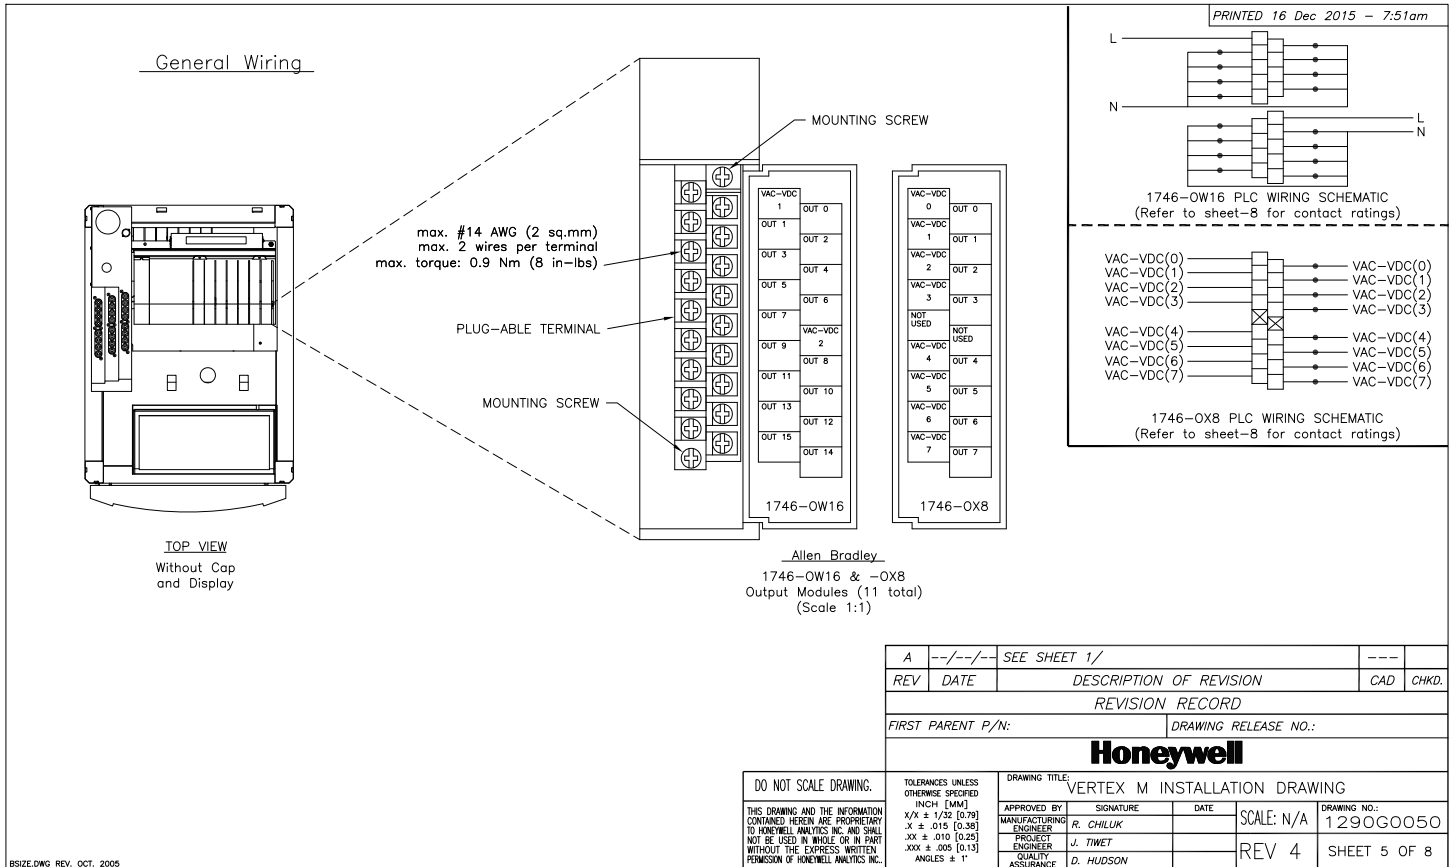 PRINTED 16 Dec 2015 – 7:51am
General Wiring
MOUNTING SCREW
max. #14 AWG (2 sq.mm)
max. 2 wires per terminal
max. torque: 0.9 Nm (8 in–lbs)
PLUG–ABLE TERMINAL
MOUNTING SCREW
TOP VIEW
Without Cap
and Display
VAC–VDC
1
OUT 0
OUT 1
OUT 2
OUT 3
OUT 4
OUT 5
OUT 6
OUT 7
VAC–VDC
2
OUT 9
OUT 8
OUT 11
OUT 10
OUT 13
OUT 12
OUT 15
OUT 14
1746–OW16
VAC–VDC
0
OUT 0
VAC–VDC
1
OUT 1
VAC–VDC
2
OUT 2
VAC–VDC
3
OUT 3
NOT
USED
NOT
USED
VAC–VDC
4
OUT 4
VAC–VDC
5
OUT 5
VAC–VDC
6
OUT 6
VAC–VDC
7
OUT 7
1746–OX8
Allen Bradley
1746–OW16 & –OX8
Output Modules (11 total)
(Scale 1:1)
L
N
L
N
1746–OW16 PLC WIRING SCHEMATIC
(Refer to sheet–8 for contact ratings)
VAC–VDC(0)
VAC–VDC(1)
VAC–VDC(2)
VAC–VDC(3)
VAC–VDC(4)
VAC–VDC(5)
VAC–VDC(6)
VAC–VDC(7)
VAC–VDC(0)
VAC–VDC(1)
VAC–VDC(2)
VAC–VDC(3)
VAC–VDC(4)
VAC–VDC(5)
VAC–VDC(6)
VAC–VDC(7)
1746–OX8 PLC WIRING SCHEMATIC
(Refer to sheet–8 for contact ratings)
A --/--/-- SEE SHEET 1/ ---
REV DATE DESCRIPTION OF REVISION CAD CHKD.
REVISION RECORD
FIRST PARENT P/N: DRAWING RELEASE NO.:
Honeywell
DO NOT SCALE DRAWING.
THIS DRAWING AND THE INFORMATION
CONTAINED HEREIN ARE PROPRIETARY
TO HONEYWELL ANALYTICS INC. AND SHALL
NOT BE USED IN WHOLE OR IN PART
WITHOUT THE EXPRESS WRITTEN
PERMISSION OF HONEYWELL ANALYTICS INC..
TOLERANCES UNLESS
OTHERWISE SPECIFIED
INCH [MM]
X/X ± 1/32 [0.79]
.X ± .015 [0.38]
.XX ± .010 [0.25]
.XXX ± .005 [0.13]
ANGLES ± 1°
DRAWING TITLE:
VERTEX M INSTALLATION DRAWING
APPROVED BY SIGNATURE DATE
MANUFACTURING
ENGINEER
R. CHILUK
PROJECT
ENGINEER
J. TIWET
QUALITY
ASSURANCE
D. HUDSON
SCALE: N/A
REV 4
DRAWING NO.:
1290G0050
SHEET 5 OF 8
BSIZE.DWG REV. OCT. 2005